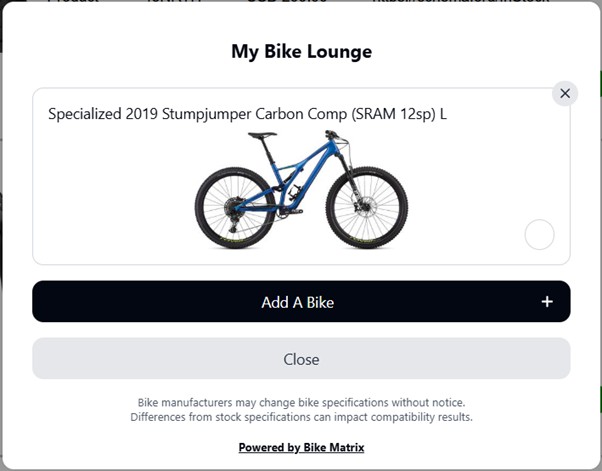 My Bike Lounge
Specialized 2019 Stumpjumper Carbon Comp (SRAM 12sp) L
Add A Bike
Close
Bike manufacturers may change bike specifications without notice.
Differences from stock specifications can impact compatibility results.
Powered by Bike Matrix